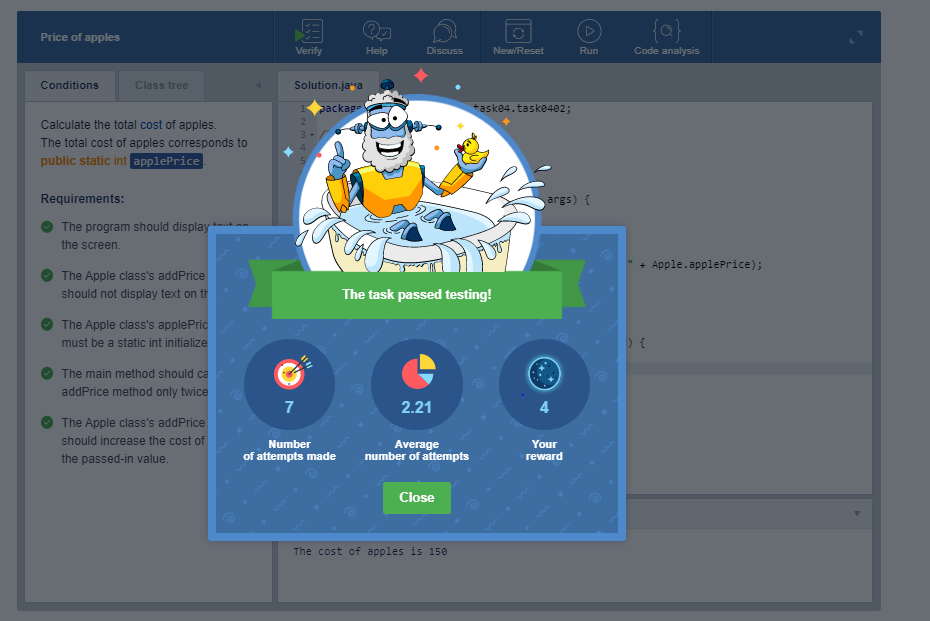 Price of apples
Verify
Help
Discuss
New/Reset
Run
Code analysis
Conditions
Class tree
Calculate the total cost of apples.
The total cost of apples corresponds to
public static int applePrice.
Requirements:
The program should display text on
the screen.
The Apple class's addPrice
should not display text on th
The Apple class's applePric
must be a static int initialize
The main method should ca
addPrice method only twice
The Apple class's addPrice
should increase the cost of
the passed-in value.
Solution.java
1 package task04.task0402;
2
3
4
5
args) {
" + Apple.applePrice);
) {
The task passed testing!
7
Number
of attempts made
2.21
Average
number of attempts
4
Your
reward
Close
The cost of apples is 150